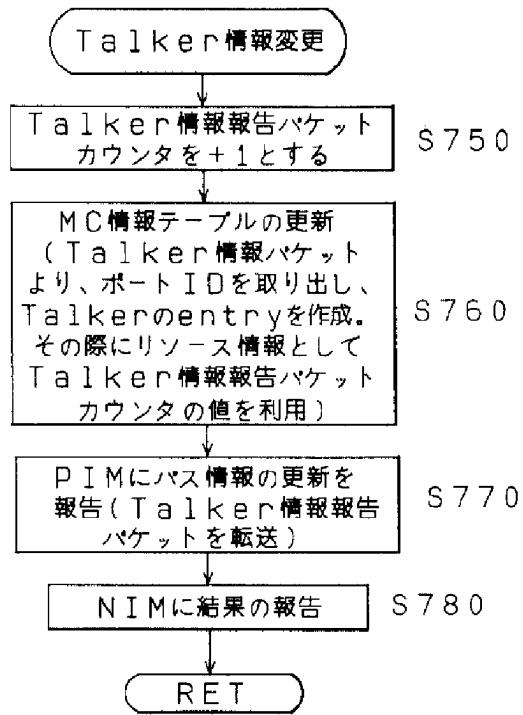 Talker情報変更
Talker情報報告パケット
カウンタを+1とする
S750
MC情報テーブルの更新
(Talker情報パケット
より、ポートIDを取り出し、
Talkerのentryを作成。
その際にリソース情報として
Talker情報報告パケット
カウンタの値を利用)
S760
PIMにパス情報の更新を
報告(Talker情報報告
パケットを転送)
S770
NIMに結果の報告
S780
RET